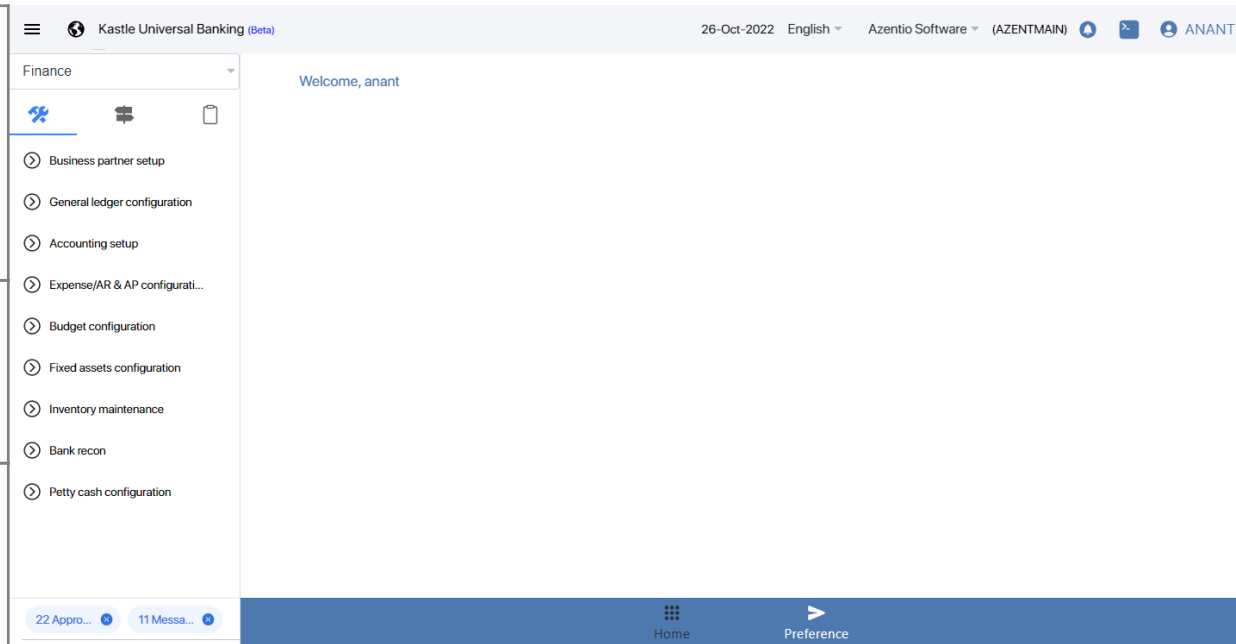 Kastle Universal Banking (Beta)
26-Oct-2022 English Azentio Software (AZENTMAIN) ANANT
Finance
Welcome, anant
Business partner setup
General ledger configuration
Accounting setup
Expense/AR & AP configurati...
Budget configuration
Fixed assets configuration
Inventory maintenance
Bank recon
Petty cash configuration
22 Appro... 11 Messa...
Home Preference